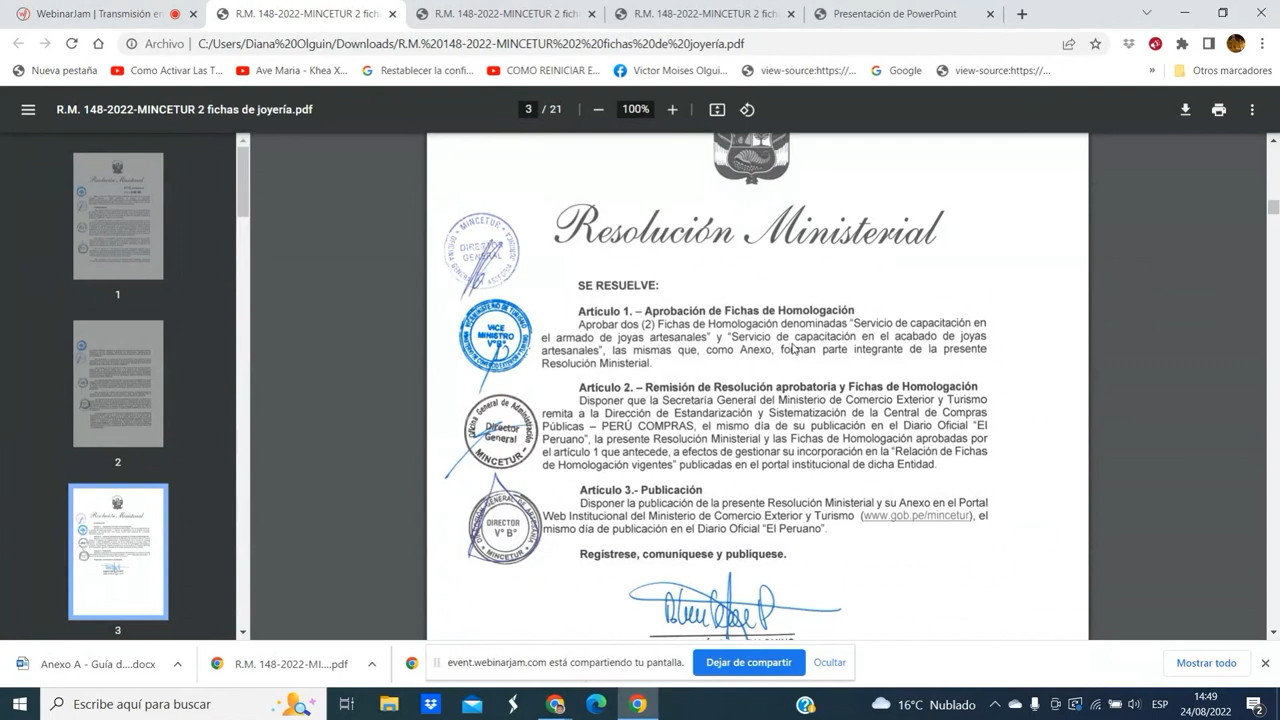 WebinarJam | Transmisión en
R.M. 148-2022-MINCETUR 2 fich
R.M. 148-2022-MINCETUR 2 fich
R.M. 148-2022-MINCETUR 2 fich
Presentación de PowerPoint
Archivo
C:/Users/Diana%20Olguin/Downloads/R.M.%20148-2022-MINCETUR%202%20fichas%20de%20joyería.pdf
Nueva pestaña
Como Activar Las T...
Ave Maria - Khea X...
Restablecer la confi...
COMO REINICIAR E...
Victor Moises Olgui...
view-source:https://...
Google
view-source:https://...
»
Otros marcadores
R.M. 148-2022-MINCETUR 2 fichas de joyería.pdf
3 / 21
100%
1
2
3
Resolución Ministerial
MINCETUR
DIRECTOR
GENERAL
SE RESUELVE:
Artículo 1. – Aprobación de Fichas de Homologación
Aprobar dos (2) Fichas de Homologación denominadas “Servicio de capacitación en
el armado de joyas artesanales” y “Servicio de capacitación en el acabado de joyas
artesanales”, las mismas que, como Anexo, forman parte integrante de la presente
Resolución Ministerial.
VICE
MINISTRO
V°B°
Artículo 2. – Remisión de Resolución aprobatoria y Fichas de Homologación
Disponer que la Secretaría General del Ministerio de Comercio Exterior y Turismo
remita a la Dirección de Estandarización y Sistematización de la Central de Compras
Públicas – PERÚ COMPRAS, el mismo día de su publicación en el Diario Oficial “El
Peruano”, la presente Resolución Ministerial y las Fichas de Homologación aprobadas por
el artículo 1 que antecede, a efectos de gestionar su incorporación en la “Relación de Fichas
de Homologación vigentes” publicadas en el portal institucional de dicha Entidad.
Oficina General de Administración
Director
General
MINCETUR
Artículo 3.- Publicación
Disponer la publicación de la presente Resolución Ministerial y su Anexo en el Portal
Web Institucional del Ministerio de Comercio Exterior y Turismo (www.gob.pe/mincetur), el
mismo día de publicación en el Diario Oficial “El Peruano”.
DIRECTOR
V° B°
MINCETUR
Regístrese, comuníquese y publíquese.
Anexo A - Guía d....docx
R.M. 148-2022-MI....pdf
event.webinarjam.com está compartiendo tu pantalla.
Dejar de compartir
Ocultar
Mostrar todo
Escribe aquí para buscar
16°C Nublado
ESP
14:49
24/08/2022
2